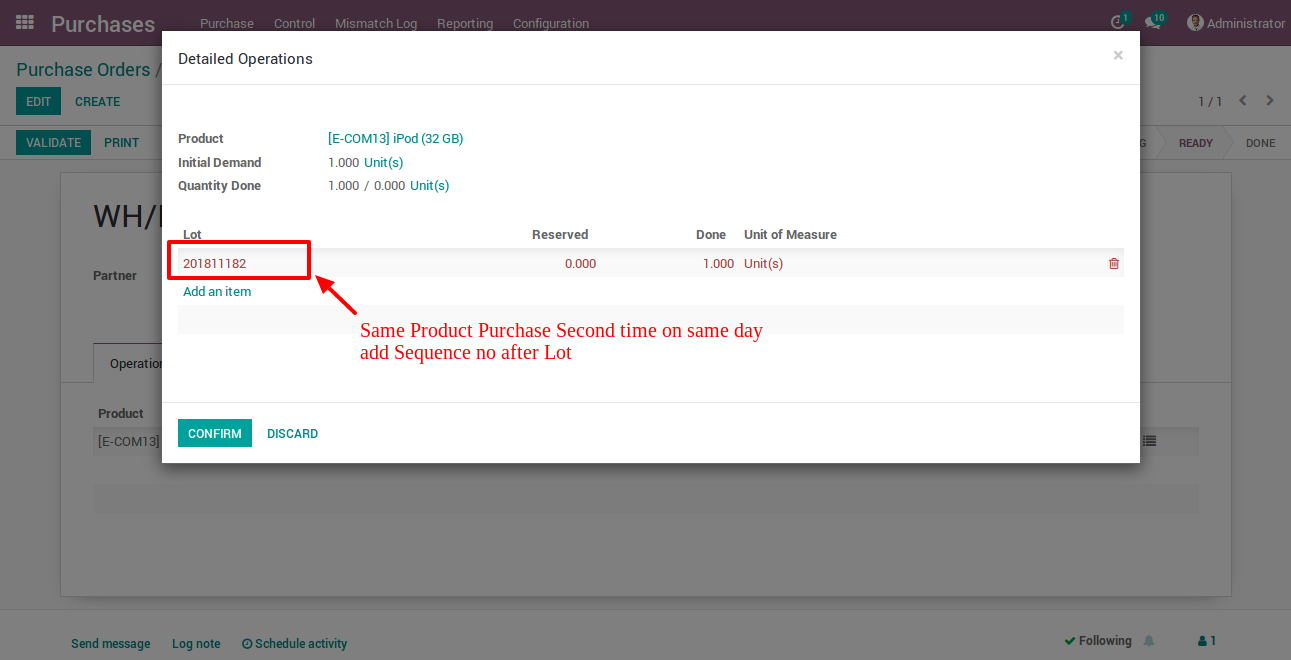 Purchases
Purchase Control Mismatch Log Reporting Configuration
1 10 Administrator
Purchase Orders /
EDIT CREATE
1 / 1
VALIDATE PRINT
READY DONE
WH/
Partner
Detailed Operations
×
Product [E-COM13] iPod (32 GB)
Initial Demand 1.000 Unit(s)
Quantity Done 1.000 / 0.000 Unit(s)
Lot Reserved Done Unit of Measure
201811182 0.000 1.000 Unit(s)
Add an item
Same Product Purchase Second time on same day
add Sequence no after Lot
CONFIRM DISCARD
Product
[E-COM13]
Send message Log note Schedule activity
Following 1